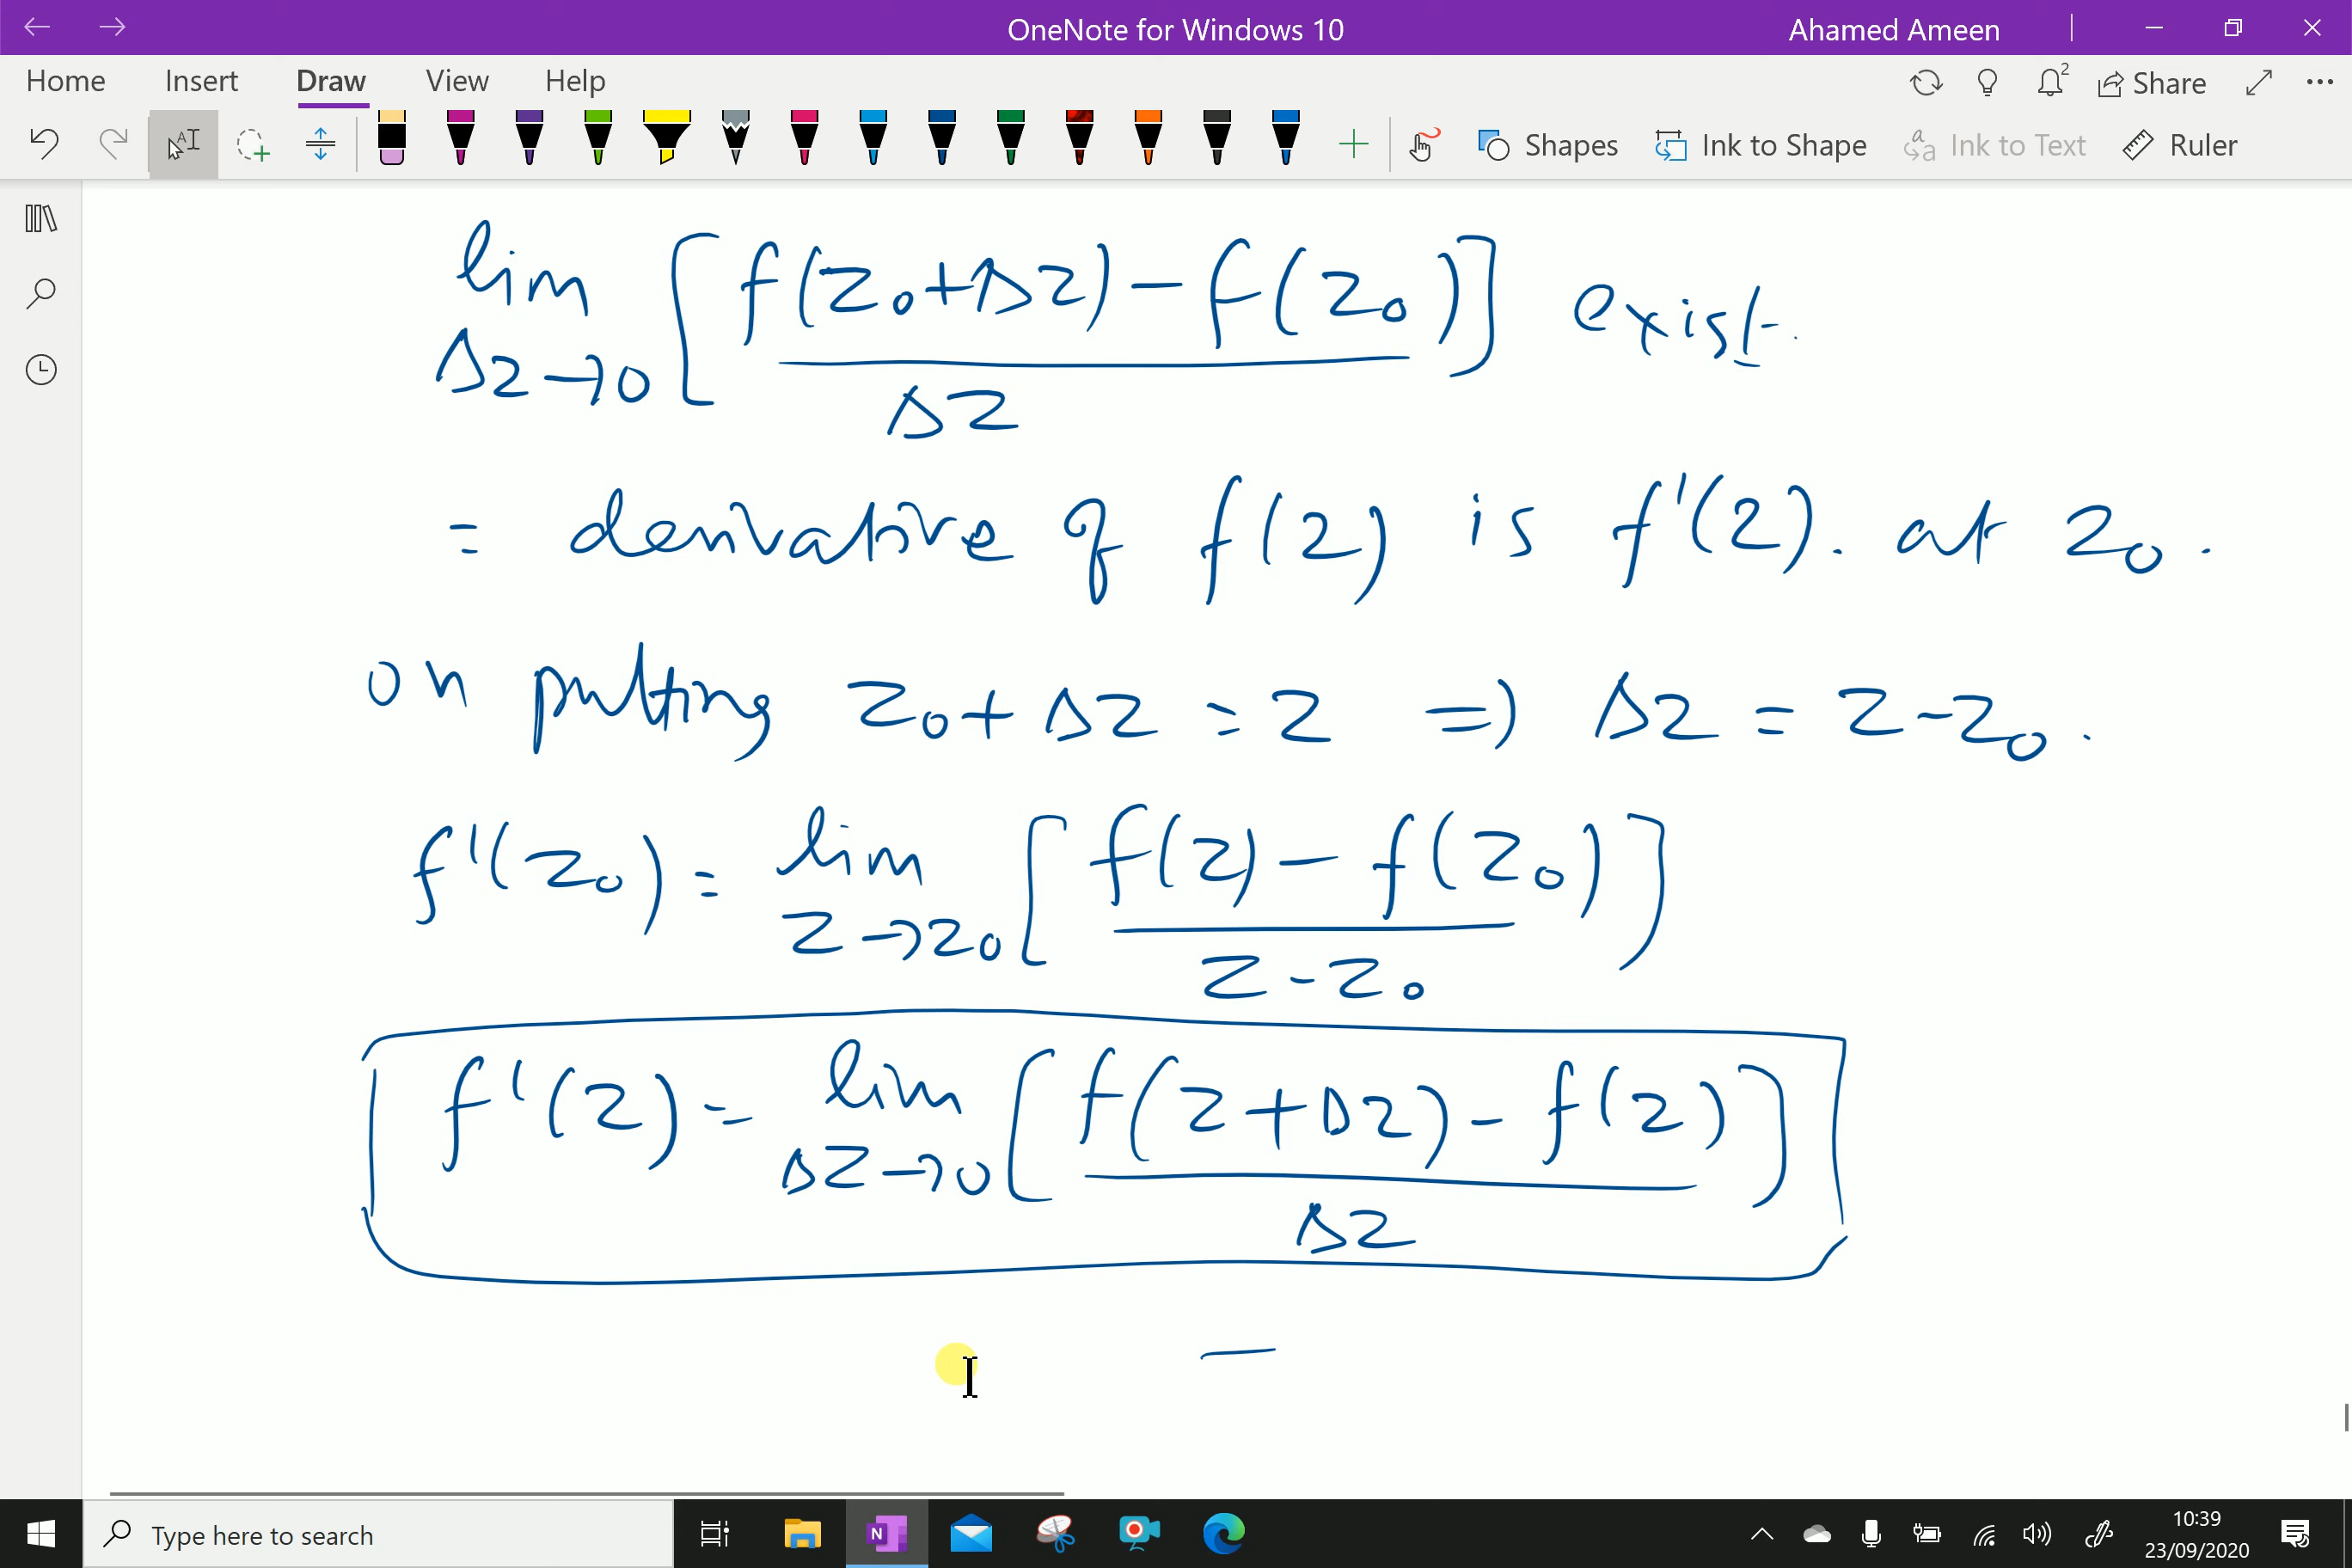 OneNote for Windows 10 Ahamed Ameen
Home Insert Draw View Help 2 Share
Shapes Ink to Shape Ink to Text Ruler
lim Δz→0 [f(z₀+Δz)-f(z₀)]/Δz exist.
= derivative of f(z) is f'(z). at z₀.
on putting z₀+Δz=z ⇒ Δz=z-z₀.
f'(z₀)= lim z→z₀ [f(z)-f(z₀)]/z-z₀
f'(z)= lim Δz→0 [f(z+Δz)-f(z)]/Δz
Type here to search
10:39
23/09/2020